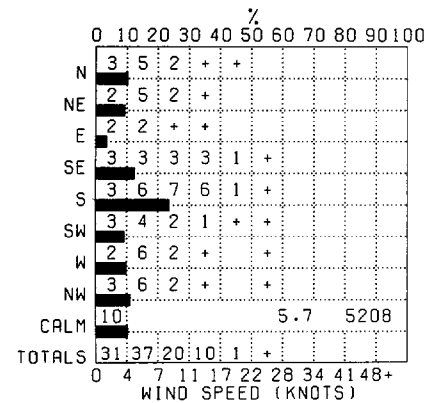 %
0 10 20 30 40 50 60 70 80 90 100
N 3 5 2 + +
NE 2 5 2 +
E 2 2 + +
SE 3 3 3 3 1 +
S 3 6 7 6 1 +
SW 3 4 2 1 + +
W 2 6 2 + +
NW 3 6 2 + +
CALM 10 5.7 5208
TOTALS 31 37 20 10 1 +
0 4 7 11 17 22 28 34 41 48+
WIND SPEED (KNOTS)